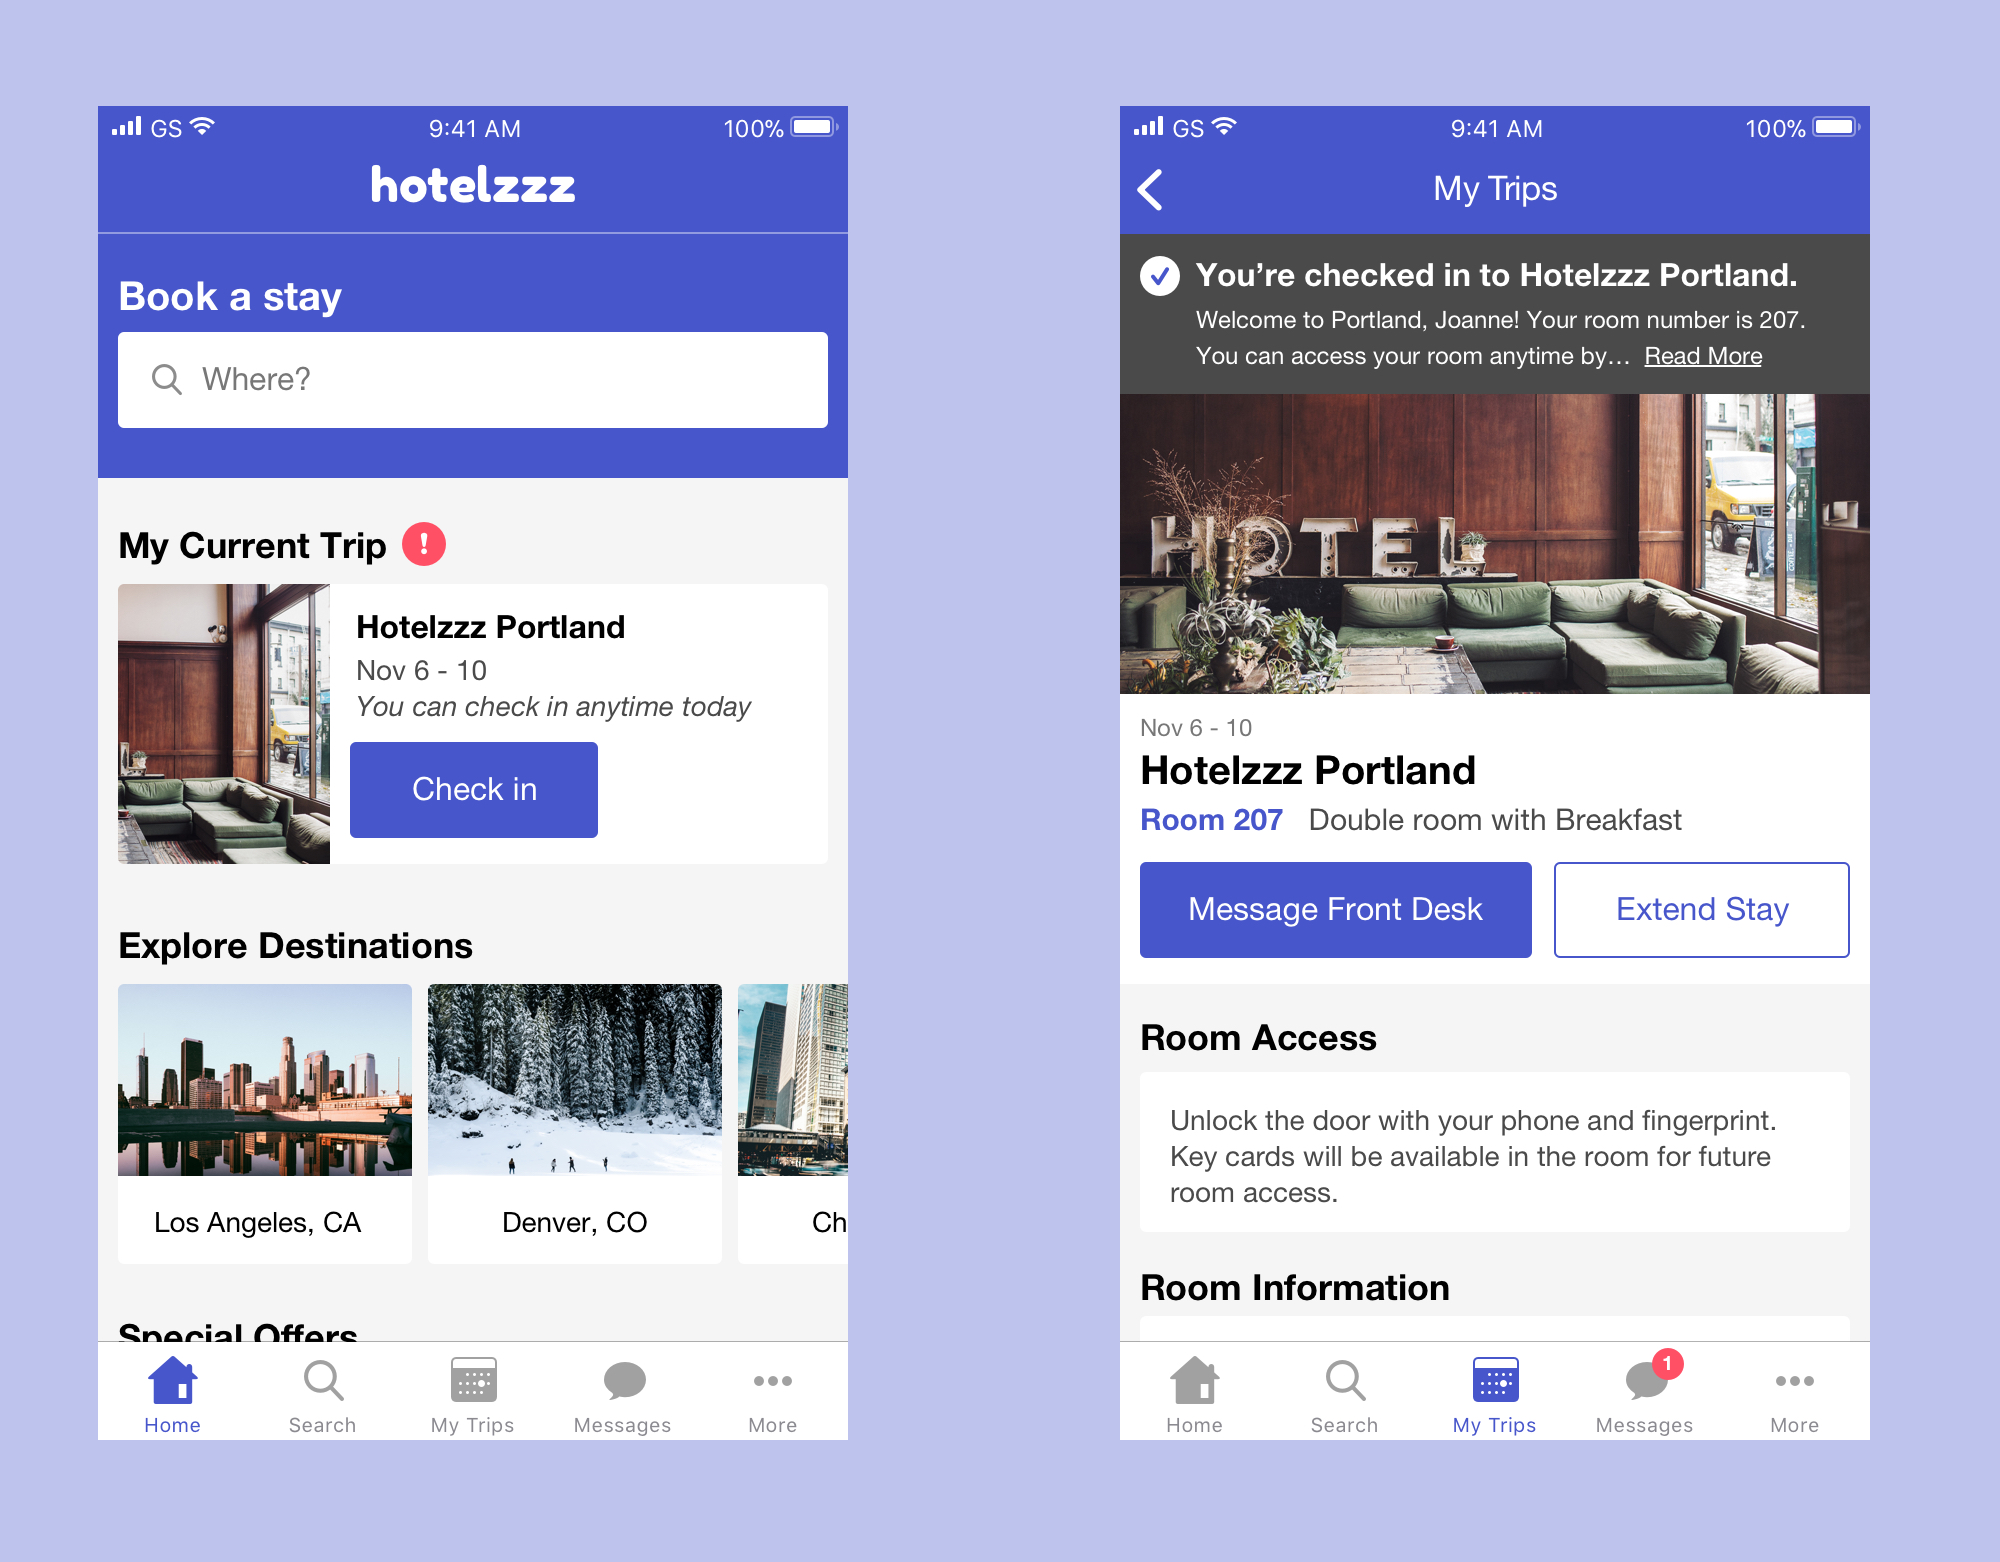 GS 9:41 AM 100%
hotelzzz
Book a stay
Where?
My Current Trip !
Hotelzzz Portland
Nov 6 - 10
You can check in anytime today
Check in
Explore Destinations
Los Angeles, CA
Denver, CO
Ch
Special Offers
Home Search My Trips Messages More
GS 9:41 AM 100%
My Trips
You’re checked in to Hotelzzz Portland.
Welcome to Portland, Joanne! Your room number is 207.
You can access your room anytime by… Read More
HOTEL
Nov 6 - 10
Hotelzzz Portland
Room 207 Double room with Breakfast
Message Front Desk
Extend Stay
Room Access
Unlock the door with your phone and fingerprint.
Key cards will be available in the room for future
room access.
Room Information
1
Home Search My Trips Messages More